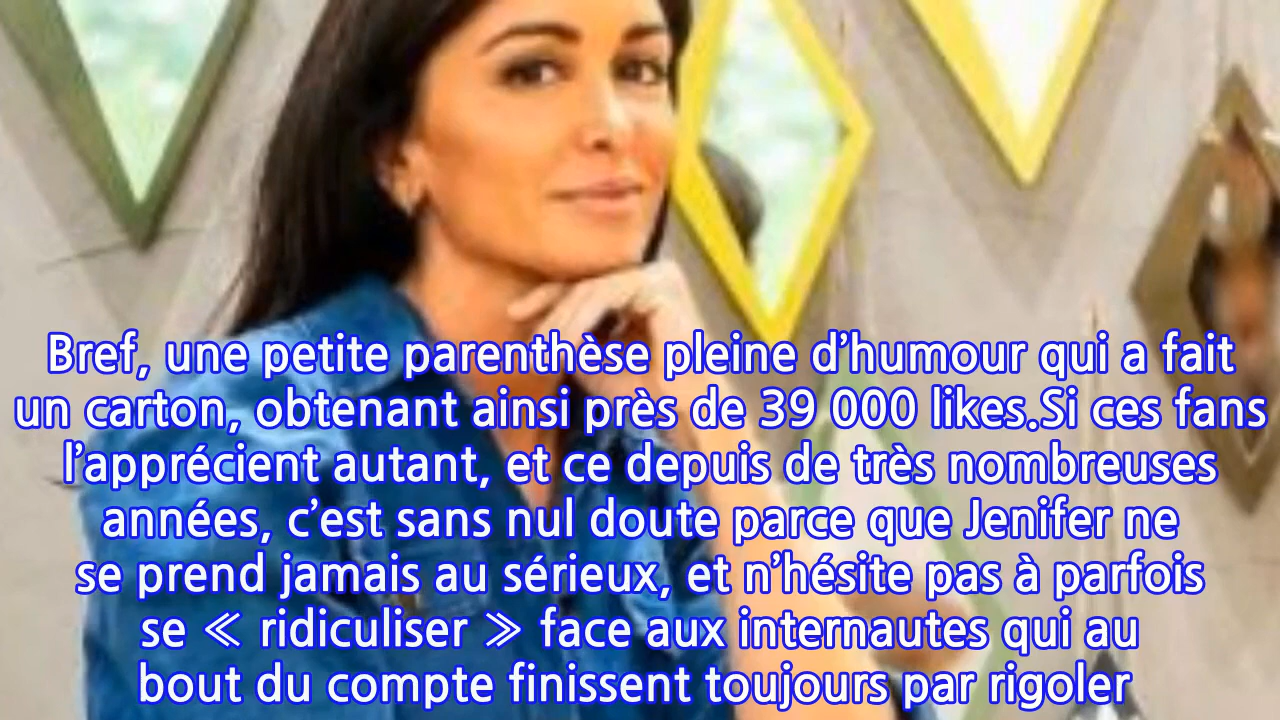 Bref, une petite parenthèse pleine d’humour qui a fait
un carton, obtenant ainsi près de 39 000 likes.Si ces fans
l’apprécient autant, et ce depuis de très nombreuses
années, c’est sans nul doute parce que Jenifer ne
se prend jamais au sérieux, et n’hésite pas à parfois
se ≪ ridiculiser ≫ face aux internautes qui au
bout du compte finissent toujours par rigoler